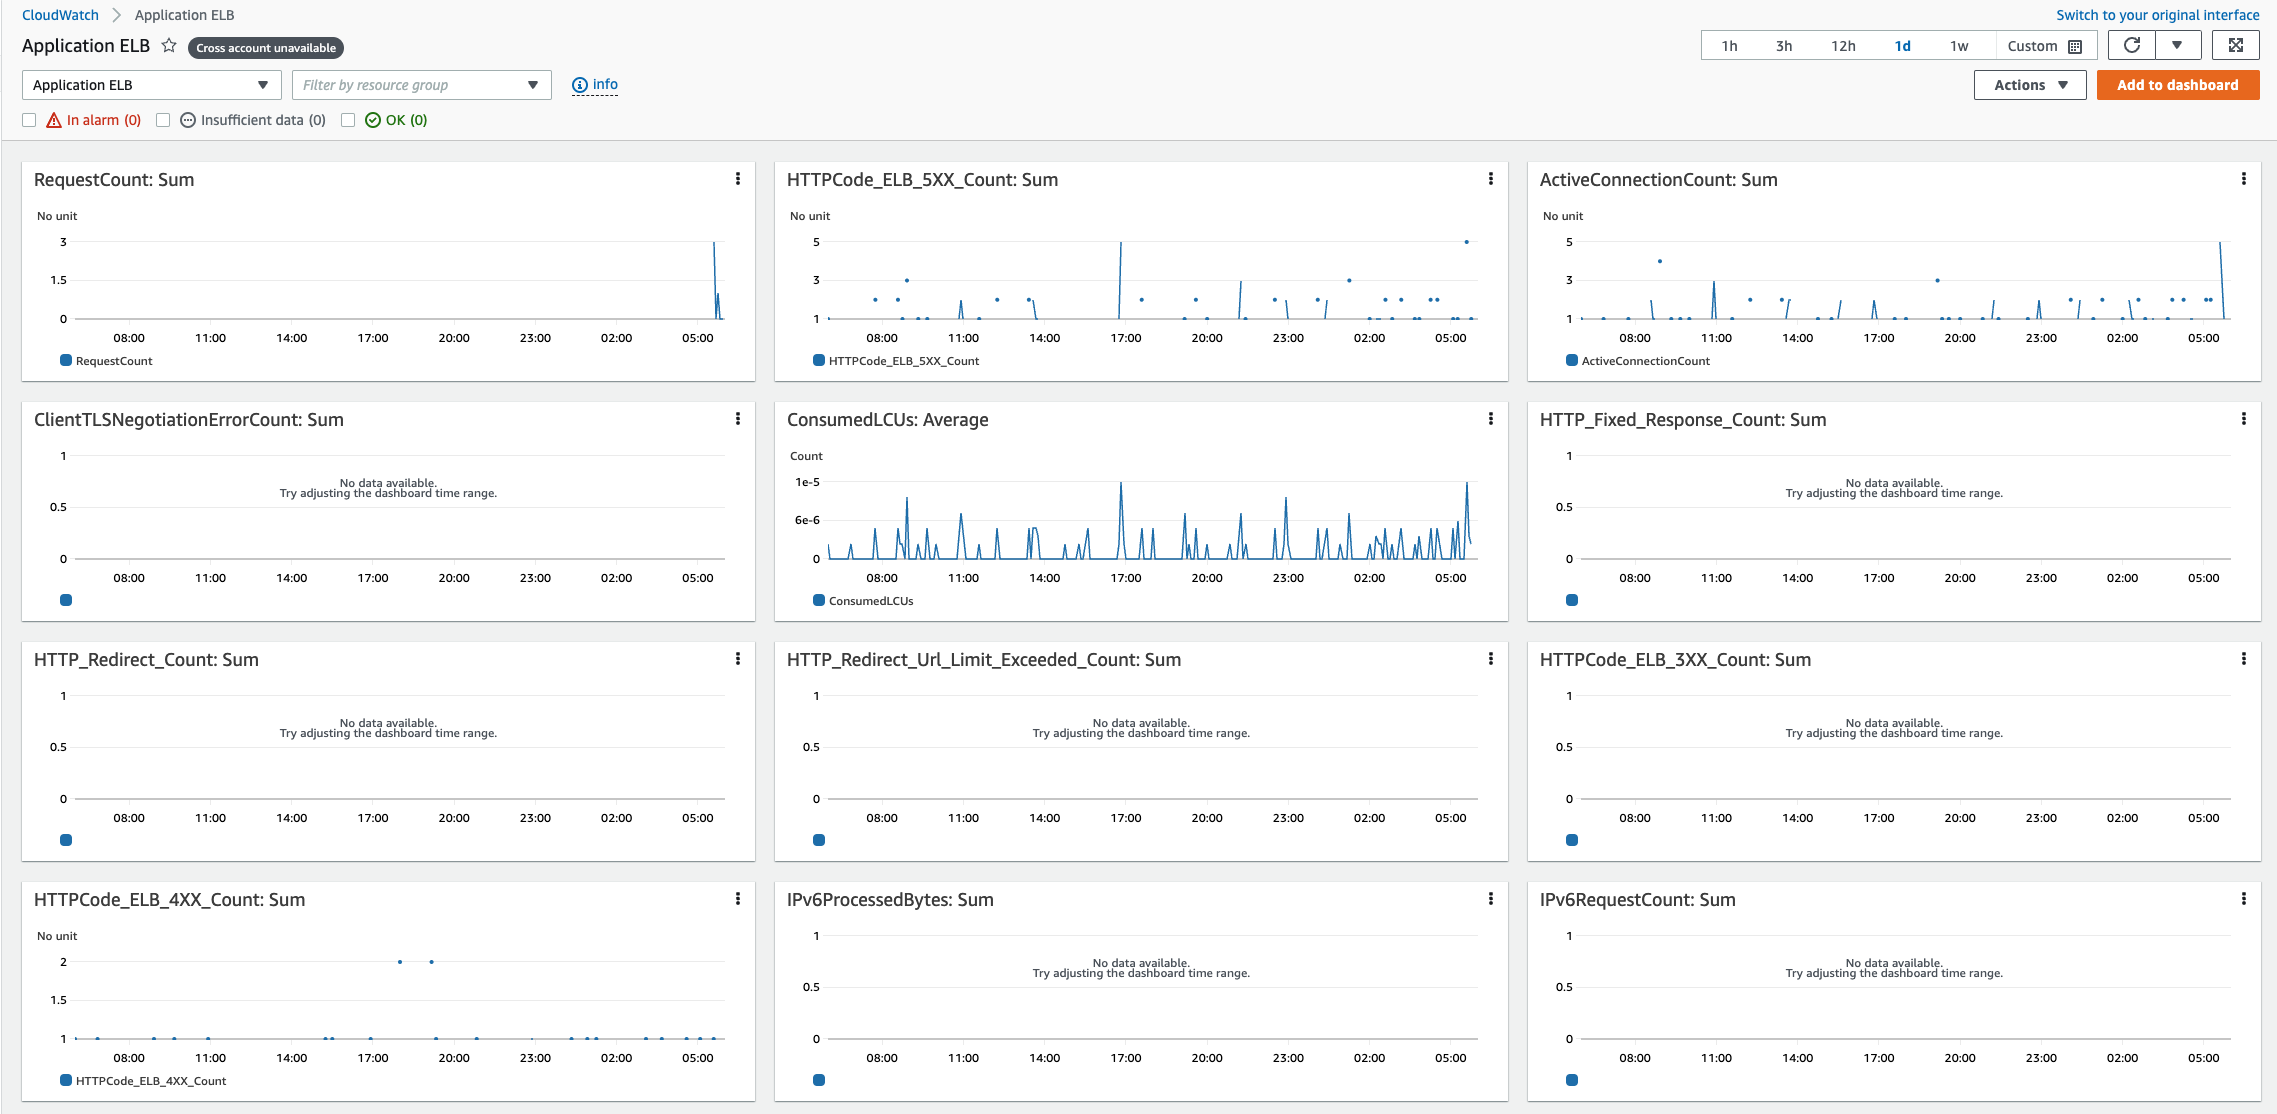 CloudWatch > Application ELB
Switch to your original interface
Application ELB Cross account unavailable
1h 3h 12h 1d 1w Custom
Application ELB
Filter by resource group
info
Actions
Add to dashboard
In alarm (0) Insufficient data (0) OK (0)
RequestCount: Sum
No unit
3
1.5
0
08:00 11:00 14:00 17:00 20:00 23:00 02:00 05:00
RequestCount
HTTPCode_ELB_5XX_Count: Sum
No unit
5
3
1
08:00 11:00 14:00 17:00 20:00 23:00 02:00 05:00
HTTPCode_ELB_5XX_Count
ActiveConnectionCount: Sum
No unit
5
3
1
08:00 11:00 14:00 17:00 20:00 23:00 02:00 05:00
ActiveConnectionCount
ClientTLSNegotiationErrorCount: Sum
1
No data available.
Try adjusting the dashboard time range.
0.5
0
08:00 11:00 14:00 17:00 20:00 23:00 02:00 05:00
ConsumedLCUs: Average
Count
1e-5
6e-6
0
08:00 11:00 14:00 17:00 20:00 23:00 02:00 05:00
ConsumedLCUs
HTTP_Fixed_Response_Count: Sum
1
No data available.
Try adjusting the dashboard time range.
0.5
0
08:00 11:00 14:00 17:00 20:00 23:00 02:00 05:00
HTTP_Redirect_Count: Sum
1
No data available.
Try adjusting the dashboard time range.
0.5
0
08:00 11:00 14:00 17:00 20:00 23:00 02:00 05:00
HTTP_Redirect_Url_Limit_Exceeded_Count: Sum
1
No data available.
Try adjusting the dashboard time range.
0.5
0
08:00 11:00 14:00 17:00 20:00 23:00 02:00 05:00
HTTPCode_ELB_3XX_Count: Sum
1
No data available.
Try adjusting the dashboard time range.
0.5
0
08:00 11:00 14:00 17:00 20:00 23:00 02:00 05:00
HTTPCode_ELB_4XX_Count: Sum
No unit
2
1.5
1
08:00 11:00 14:00 17:00 20:00 23:00 02:00 05:00
HTTPCode_ELB_4XX_Count
IPv6ProcessedBytes: Sum
1
No data available.
Try adjusting the dashboard time range.
0.5
0
08:00 11:00 14:00 17:00 20:00 23:00 02:00 05:00
IPv6RequestCount: Sum
1
No data available.
Try adjusting the dashboard time range.
0.5
0
08:00 11:00 14:00 17:00 20:00 23:00 02:00 05:00